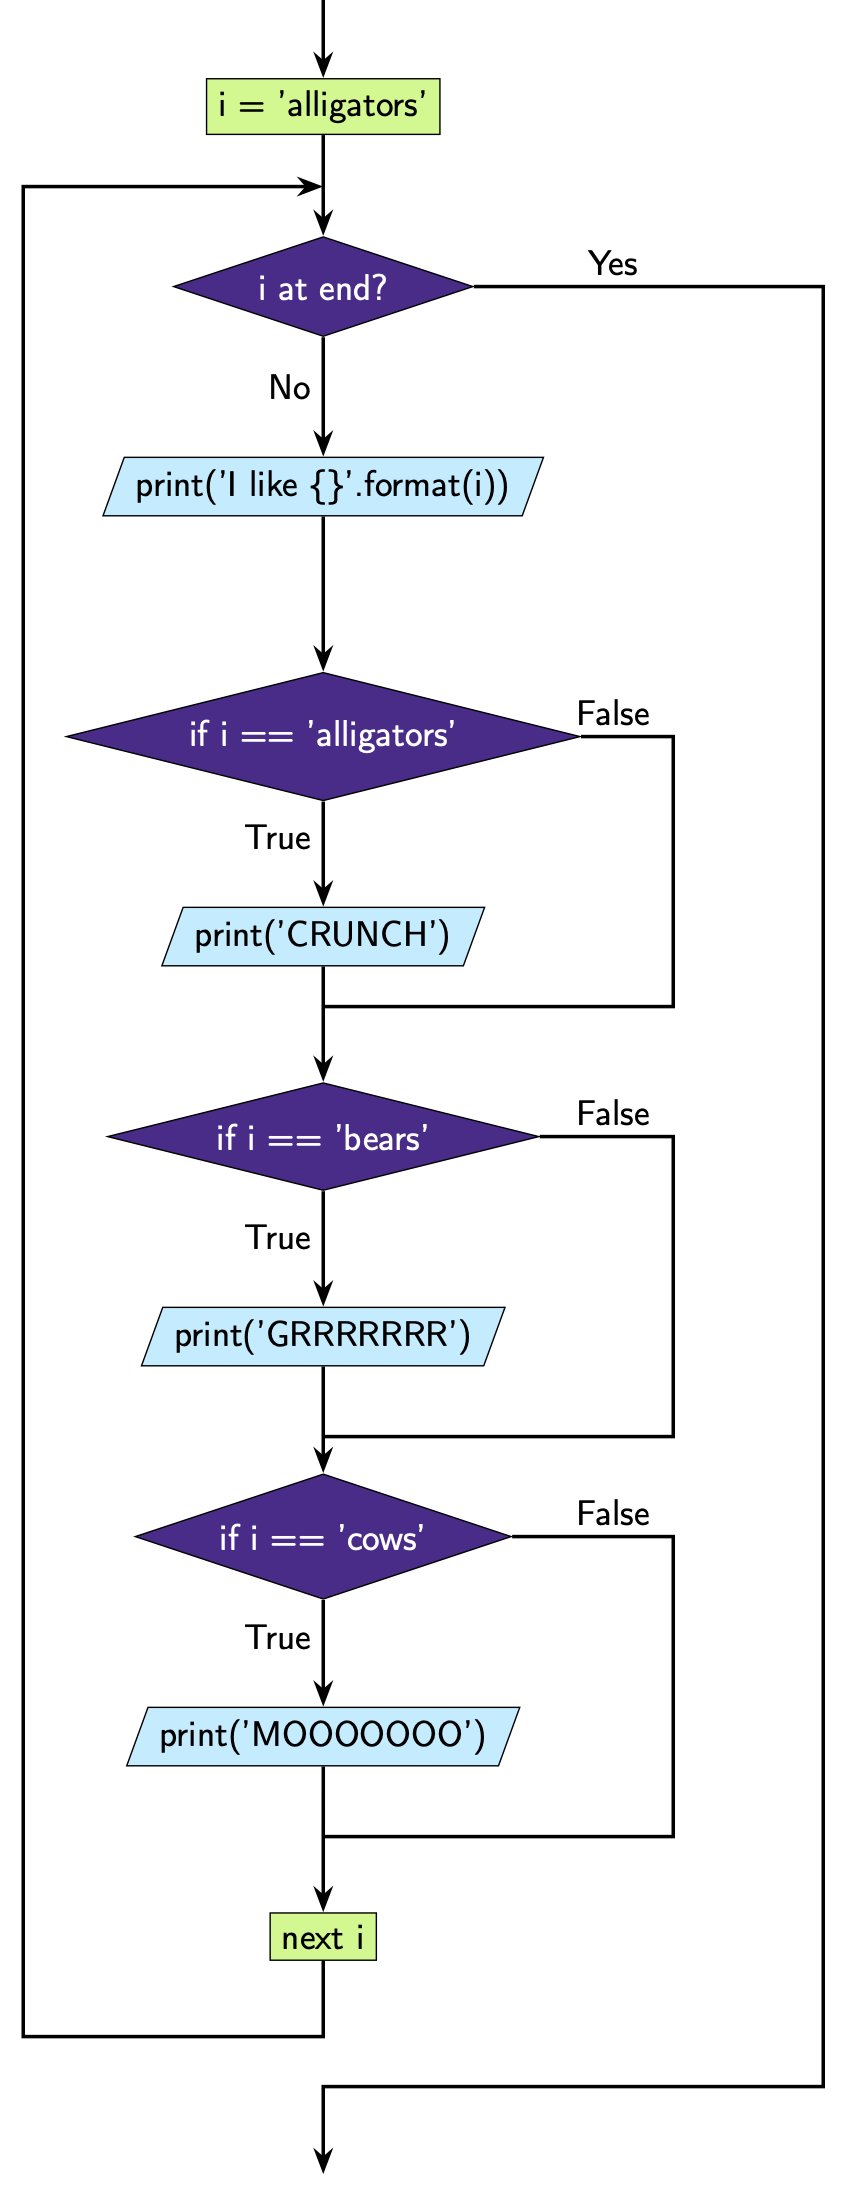 i = 'alligators'
i at end?
Yes
No
print('I like {}'.format(i))
if i == 'alligators'
False
True
print('CRUNCH')
if i == 'bears'
False
True
print('GRRRRRRR')
if i == 'cows'
False
True
print('MOOOOOOO')
next i